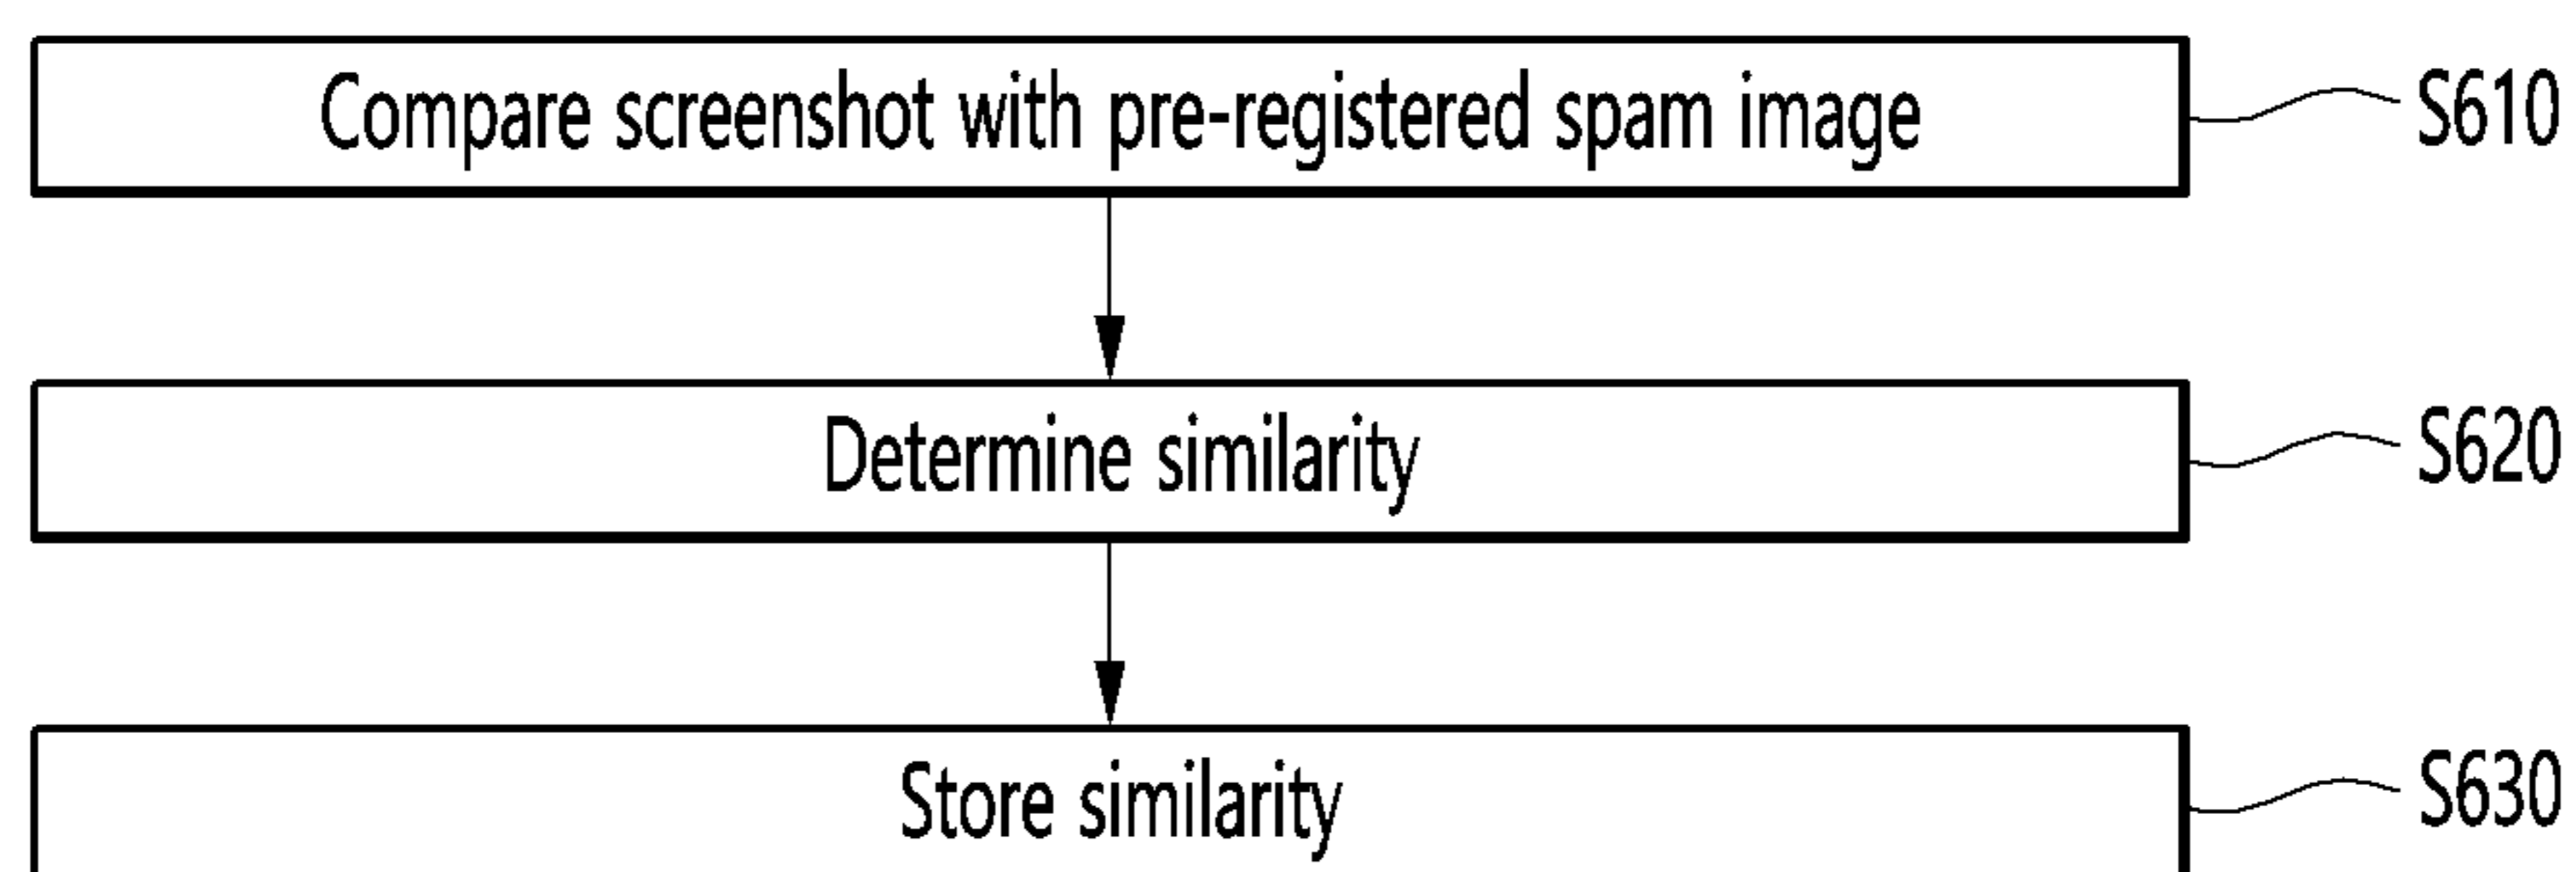 Compare screenshot with pre-registered spam image S610
Determine similarity S620
Store similarity S630